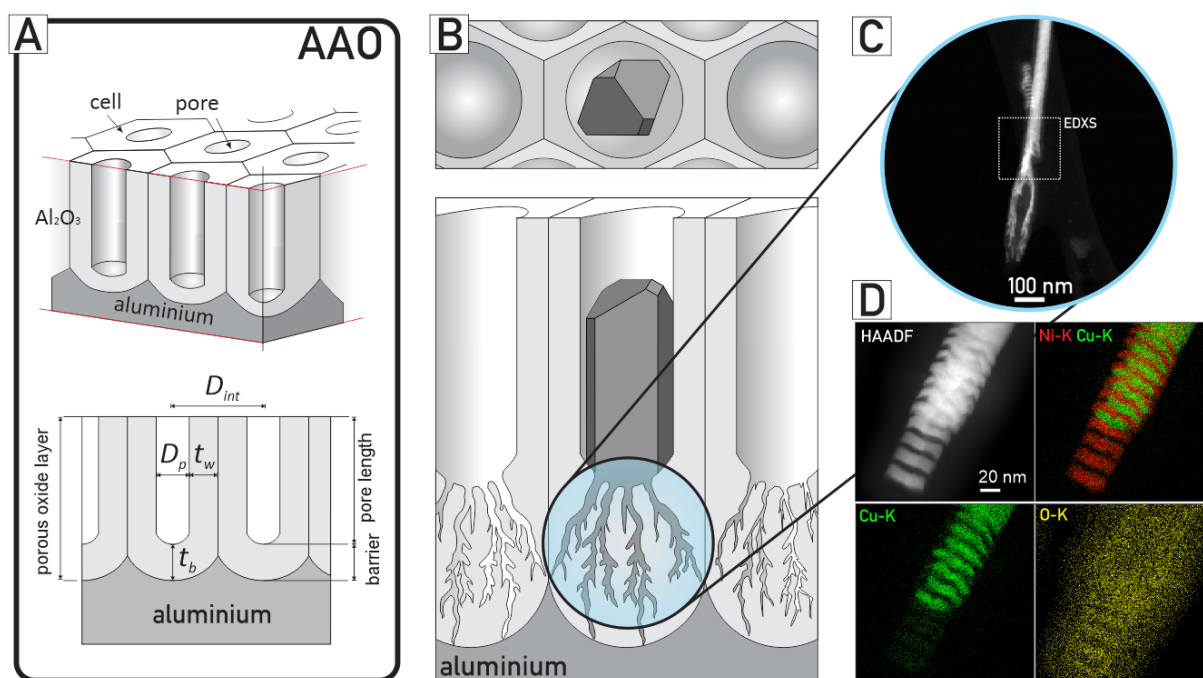 A
AAO
cell
pore
Al₂O₃
aluminium
D_int
D_p
t_w
t_b
porous oxide layer
pore length
barrier
aluminium
B
aluminium
C
EDXS
100 nm
D
HAADF
20 nm
Ni-K Cu-K
Cu-K
O-K